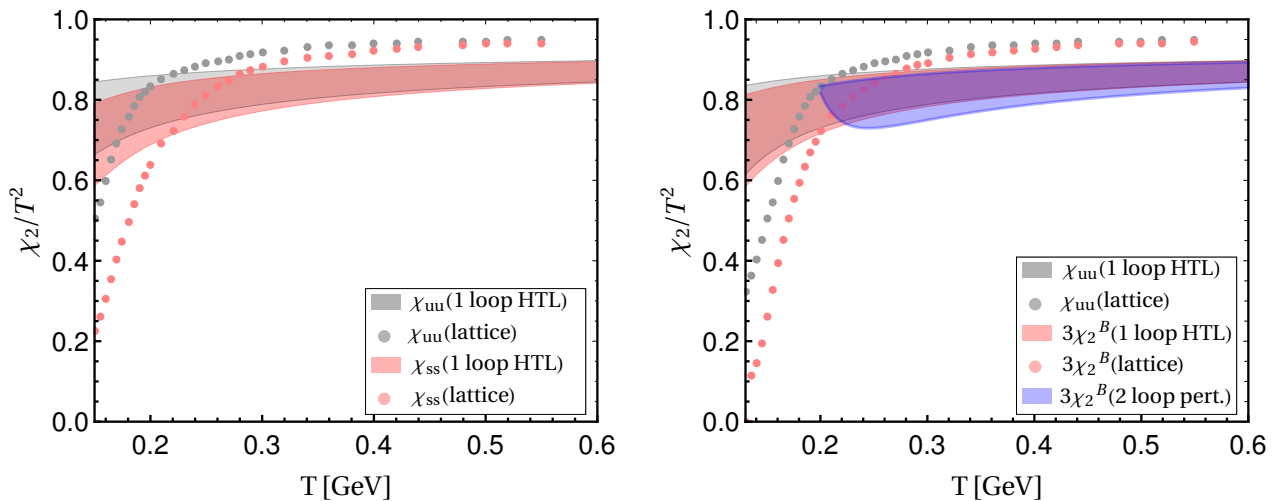 1.0
0.8
0.6
0.4
0.2
0.0
χ₂/T²
0.2 0.3 0.4 0.5 0.6
T [GeV]
χuu(1 loop HTL)
χuu(lattice)
χss(1 loop HTL)
χss(lattice)
1.0
0.8
0.6
0.4
0.2
0.0
χ₂/T²
0.2 0.3 0.4 0.5 0.6
T [GeV]
χuu(1 loop HTL)
χuu(lattice)
3χ₂ᴮ(1 loop HTL)
3χ₂ᴮ(lattice)
3χ₂ᴮ(2 loop pert.)